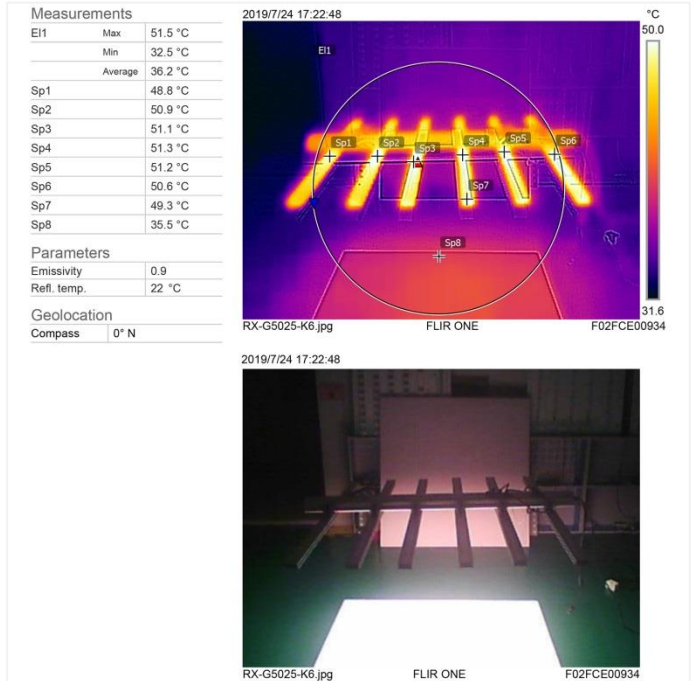 Measurements
El1 Max 51.5 °C
Min 32.5 °C
Average 36.2 °C
Sp1 48.8 °C
Sp2 50.9 °C
Sp3 51.1 °C
Sp4 51.3 °C
Sp5 51.2 °C
Sp6 50.6 °C
Sp7 49.3 °C
Sp8 35.5 °C
Parameters
Emissivity 0.9
Refl. temp. 22 °C
Geolocation
Compass 0° N
2019/7/24 17:22:48 °C
50.0
El1
Sp1 Sp2 Sp3 Sp4 Sp5 Sp6
Sp7
Sp8
31.6
RX-G5025-K6.jpg FLIR ONE F02FCE00934
2019/7/24 17:22:48
RX-G5025-K6.jpg FLIR ONE F02FCE00934